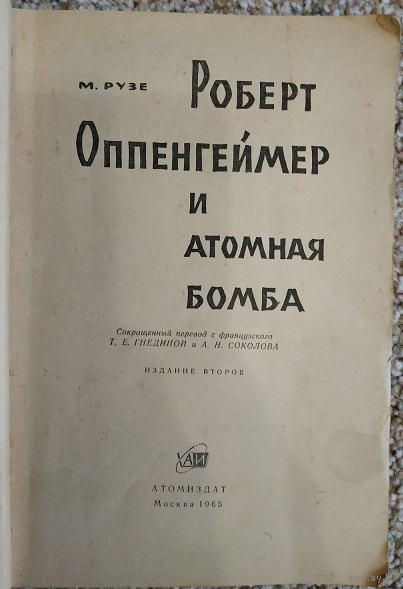 М. РУЗЕ
РОБЕРТ
ОППЕНГЕЙМЕР
И
АТОМНАЯ
БОМБА
Сокращенный перевод с французского
Т. Е. ГНЕДИНОЙ и А. Н. СОКОЛОВА
ИЗДАНИЕ ВТОРОЕ
АИ
АТОМИЗДАТ
Москва 1965